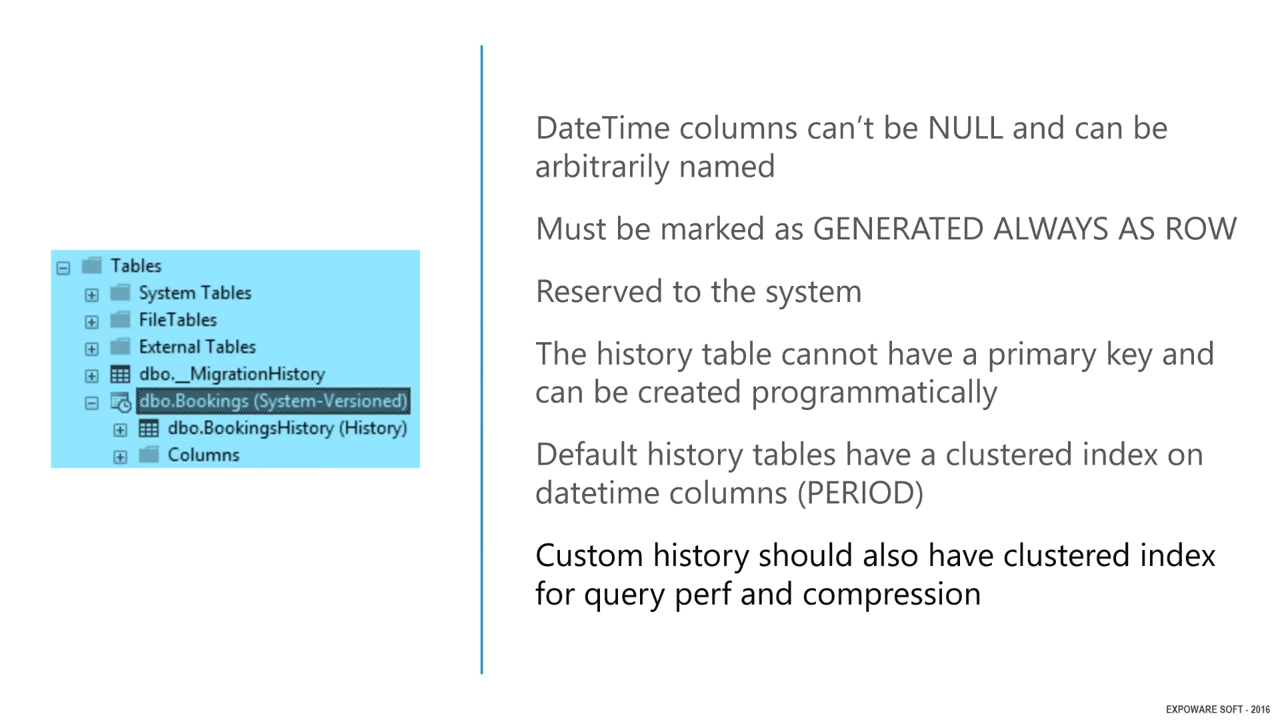 Tables
System Tables
FileTables
External Tables
dbo.__MigrationHistory
dbo.Bookings (System-Versioned)
dbo.BookingsHistory (History)
Columns
DateTime columns can’t be NULL and can be
arbitrarily named
Must be marked as GENERATED ALWAYS AS ROW
Reserved to the system
The history table cannot have a primary key and
can be created programmatically
Default history tables have a clustered index on
datetime columns (PERIOD)
Custom history should also have clustered index
for query perf and compression
EXPOWARE SOFT - 2016